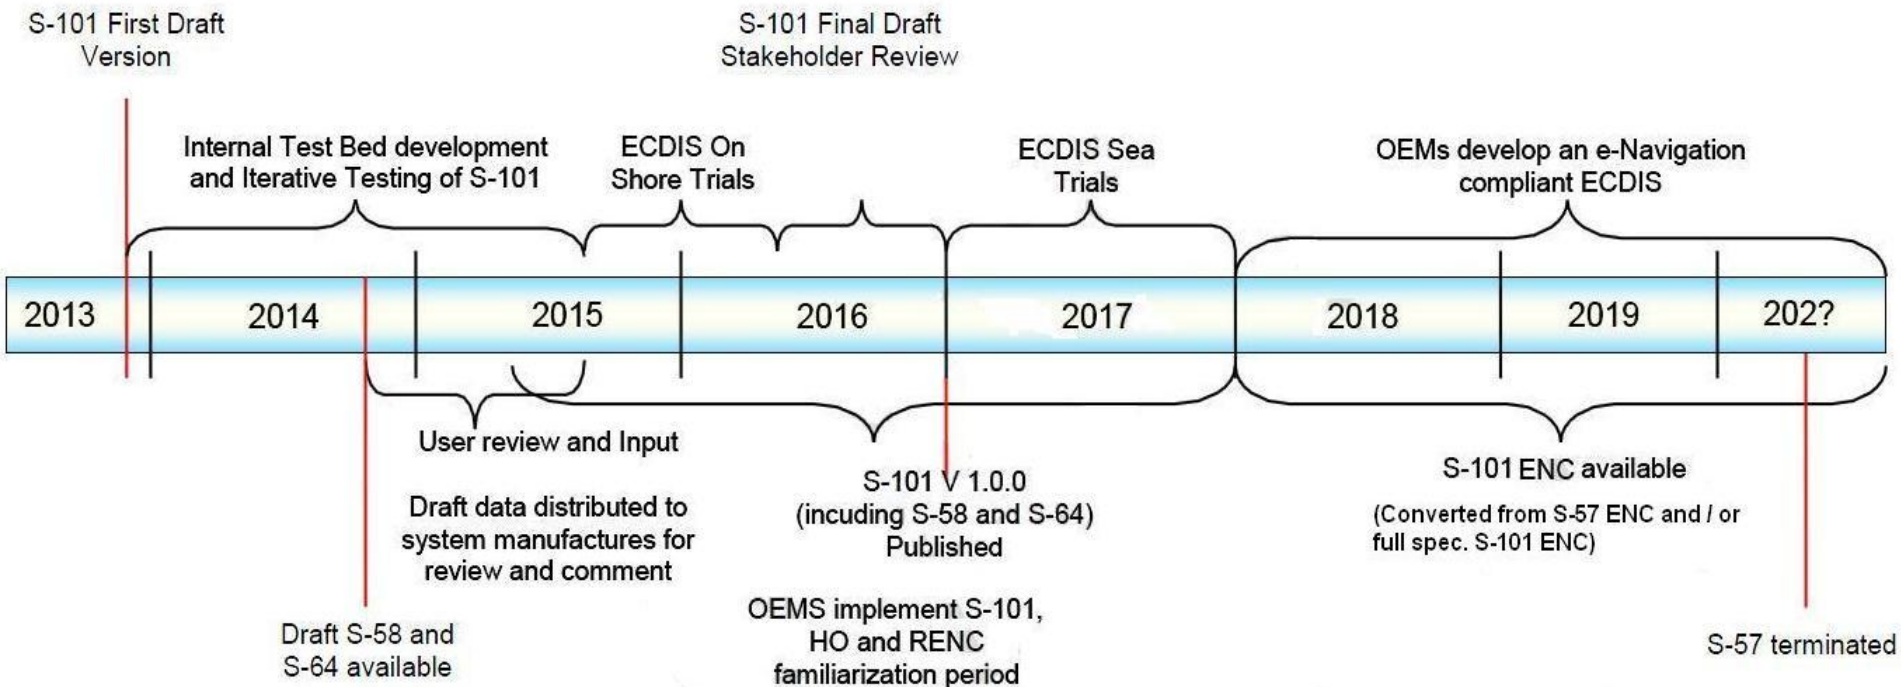 S-101 First Draft
Version
S-101 Final Draft
Stakeholder Review
Internal Test Bed development
and Iterative Testing of S-101
ECDIS On
Shore Trials
ECDIS Sea
Trials
OEMs develop an e-Navigation
compliant ECDIS
2013
2014
2015
2016
2017
2018
2019
202?
User review and Input
Draft data distributed to
system manufactures for
review and comment
Draft S-58 and
S-64 available
S-101 V 1.0.0
(incuding S-58 and S-64)
Published
OEMS implement S-101,
HO and RENC
familiarization period
S-101 ENC available
(Converted from S-57 ENC and / or
full spec. S-101 ENC)
S-57 terminated